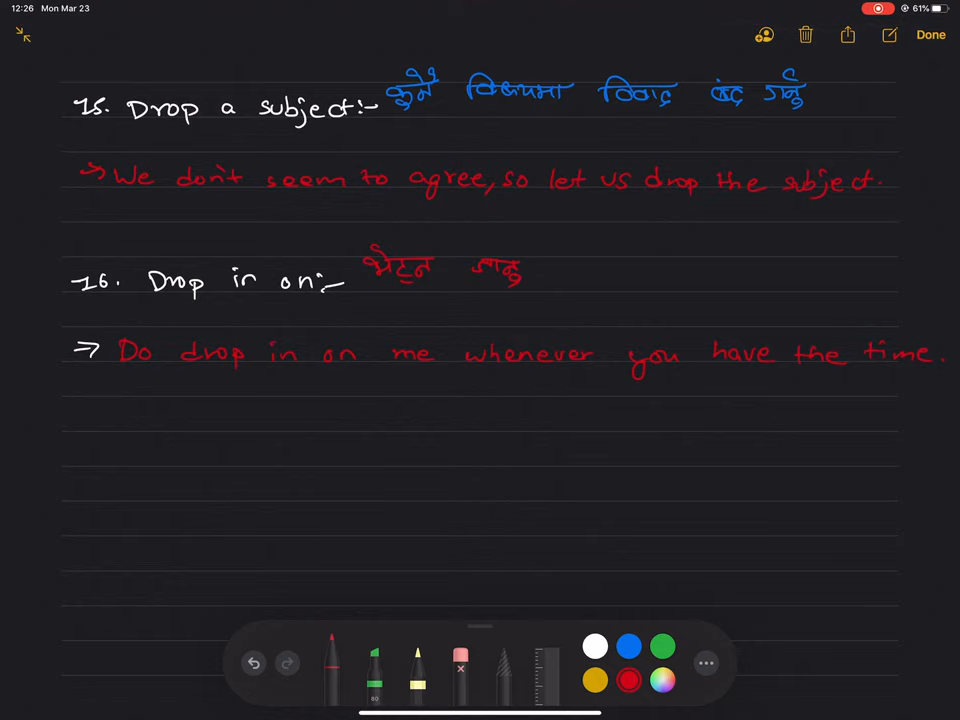 12:26 Mon Mar 23
61%
Done
15. Drop a subject:- कुनै विषयमा विवाद बंद गर्नु
→ We don't seem to agree, so let us drop the subject.
16. Drop in on:- भेट्न जानु
⇒ Do drop in on me whenever you have the time.
80